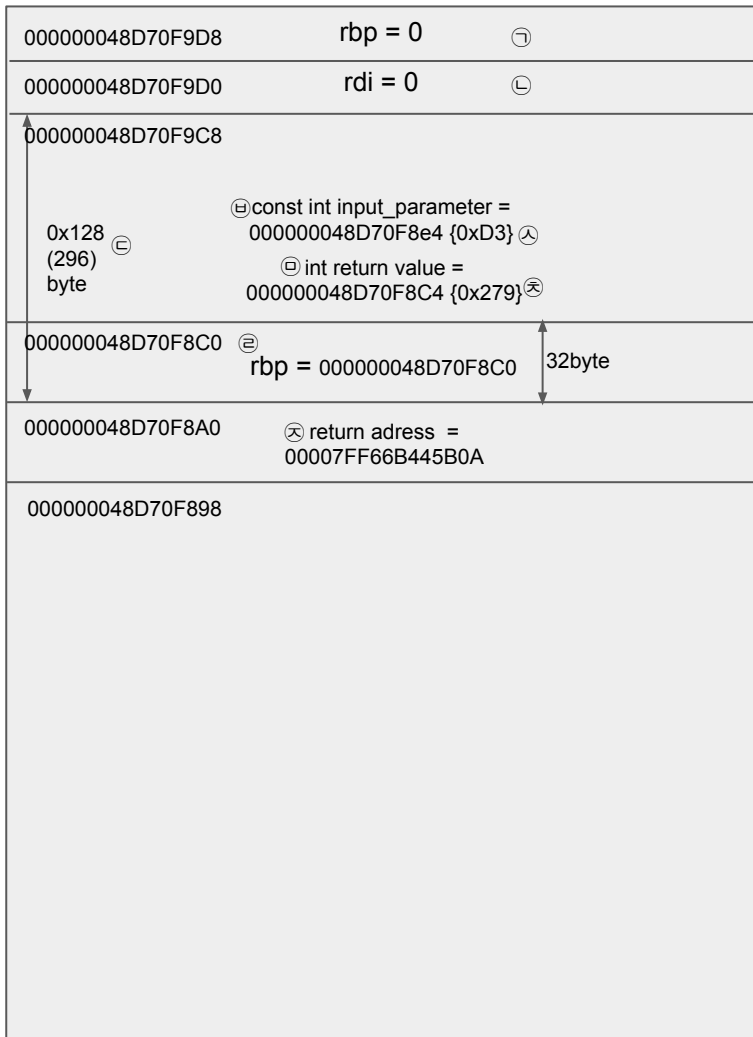 000000048D70F9D8 rbp = 0 ㉠
000000048D70F9D0 rdi = 0 ㉡
000000048D70F9C8
㉥const int input_parameter =
000000048D70F8e4 {0xD3} ㉦
0x128 ㉢
(296)
byte
㉤ int return value =
000000048D70F8C4 {0x279}㉩
000000048D70F8C0 ㉣
rbp = 000000048D70F8C0
32byte
000000048D70F8A0
㉨ return adress =
00007FF66B445B0A
000000048D70F898